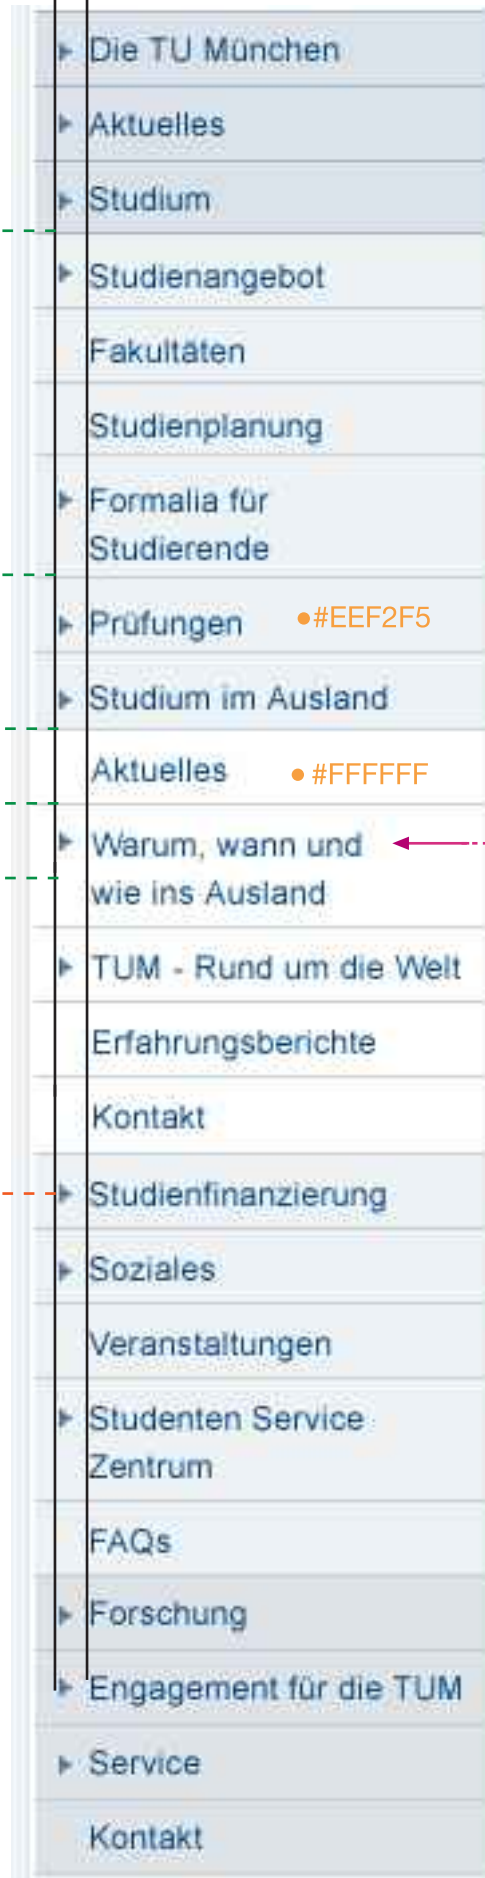 Die TU München
Aktuelles
Studium
Studienangebot
Fakultäten
Studienplanung
Formalia für
Studierende
Prüfungen
#EEF2F5
Studium im Ausland
Aktuelles
#FFFFFF
Warum, wann und
wie ins Ausland
TUM - Rund um die Welt
Erfahrungsberichte
Kontakt
Studienfinanzierung
Soziales
Veranstaltungen
Studenten Service
Zentrum
FAQs
Forschung
Engagement für die TUM
Service
Kontakt